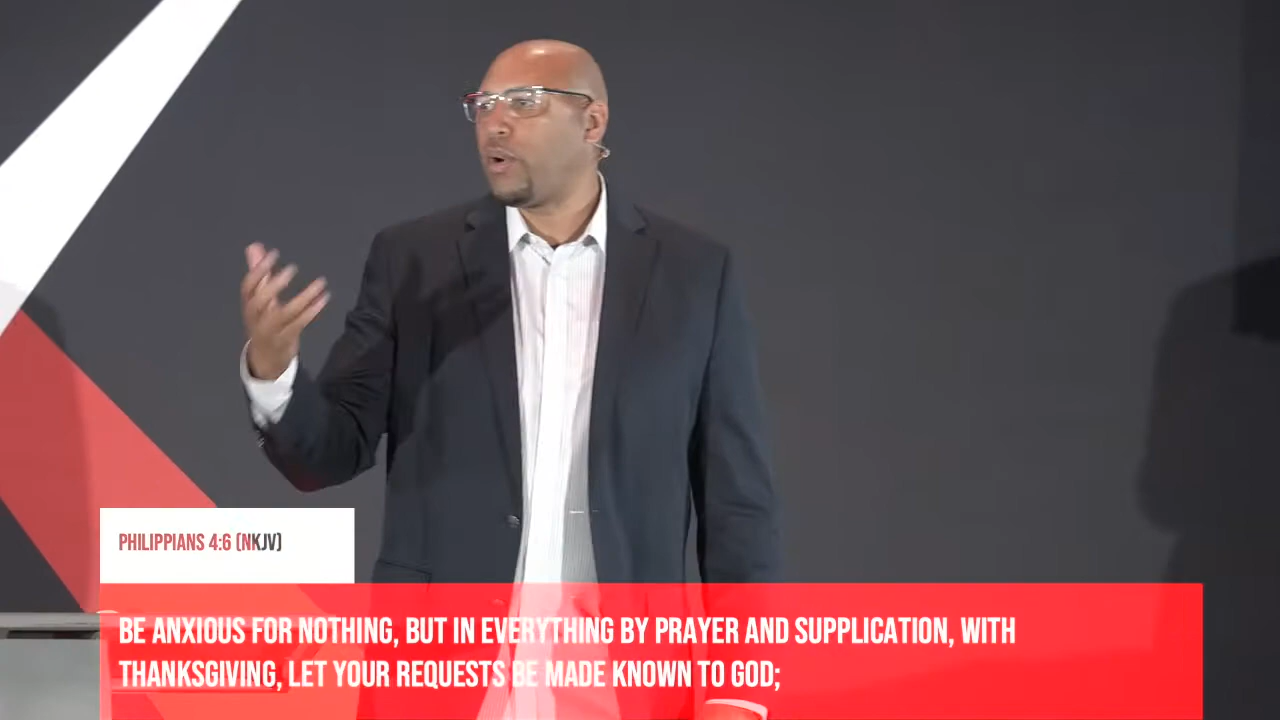 PHILIPPIANS 4:6 (NKJV)
BE ANXIOUS FOR NOTHING, BUT IN EVERYTHING BY PRAYER AND SUPPLICATION, WITH
THANKSGIVING, LET YOUR REQUESTS BE MADE KNOWN TO GOD;